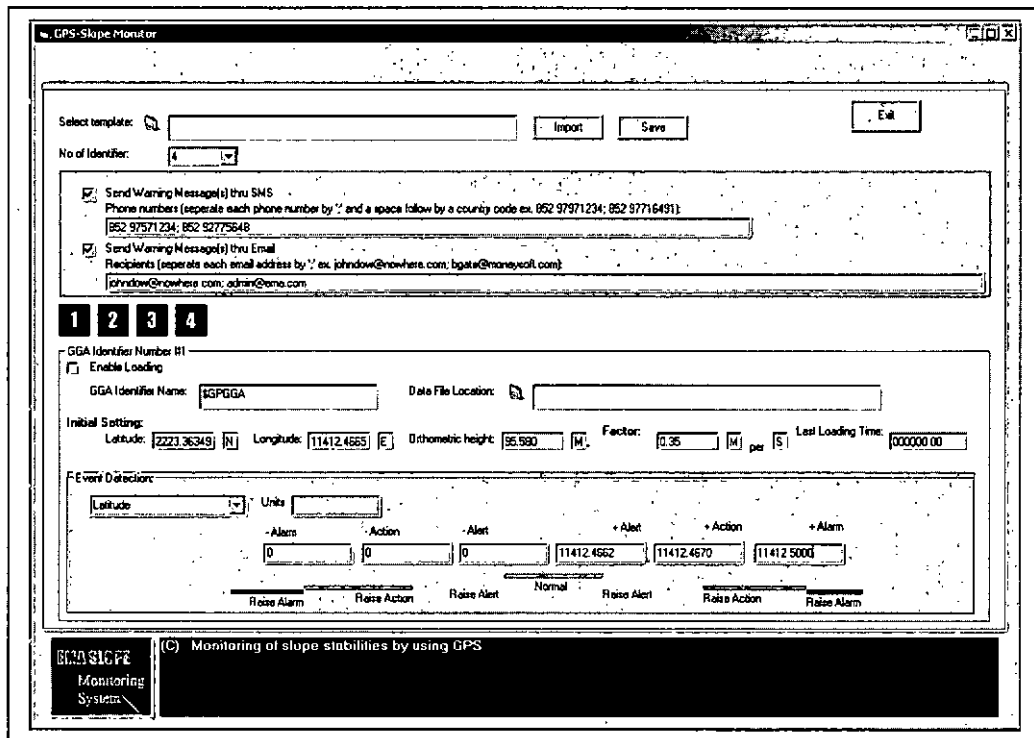 GPS-Slope Monitor
Select template:
Import
Save
Exit
No of Identifier:
4
Send Warning Message(s) thru SMS
Phone numbers (seperate each phone number by ';' and a space follow by a country code ex. 852 97971234; 852 97716491):
852 97571234; 852 92775648
Send Warning Message(s) thru Email
Recipients (seperate each email address by ';' ex. johndow@nowhere.com; bgate@moneysoft.com):
johndow@nowhere.com; admin@ema.com
1 2 3 4
GGA Identifier Number #1
Enable Loading
GGA Identifier Name: $GPGGA Data File Location:
Initial Setting:
Latitude: 2223.36349 N Longitude: 11412.4665 E Orthometric height: 95.580 M Factor: 0.35 M per S Last Loading Time: 000000.00
Event Detection:
Latitude Units
- Alarm - Action - Alert + Alert + Action + Alarm
0 0 0 11412.4662 11412.4670 11412.5000
Raise Alarm Raise Action Raise Alert Normal Raise Alert Raise Action Raise Alarm
(C) Monitoring of slope stabilities by using GPS
SLOPE
Monitoring
System